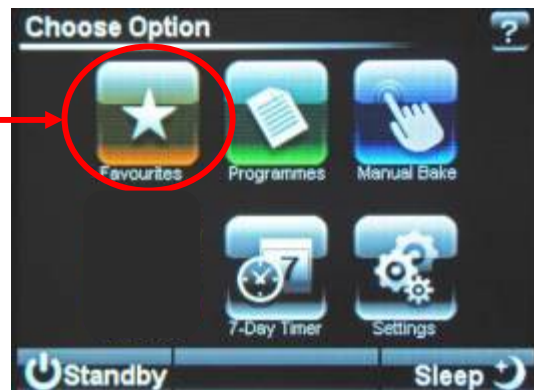 Choose Option
?
Favourites Programmes Manual Bake
7
7-Day Timer Settings
Standby Sleep